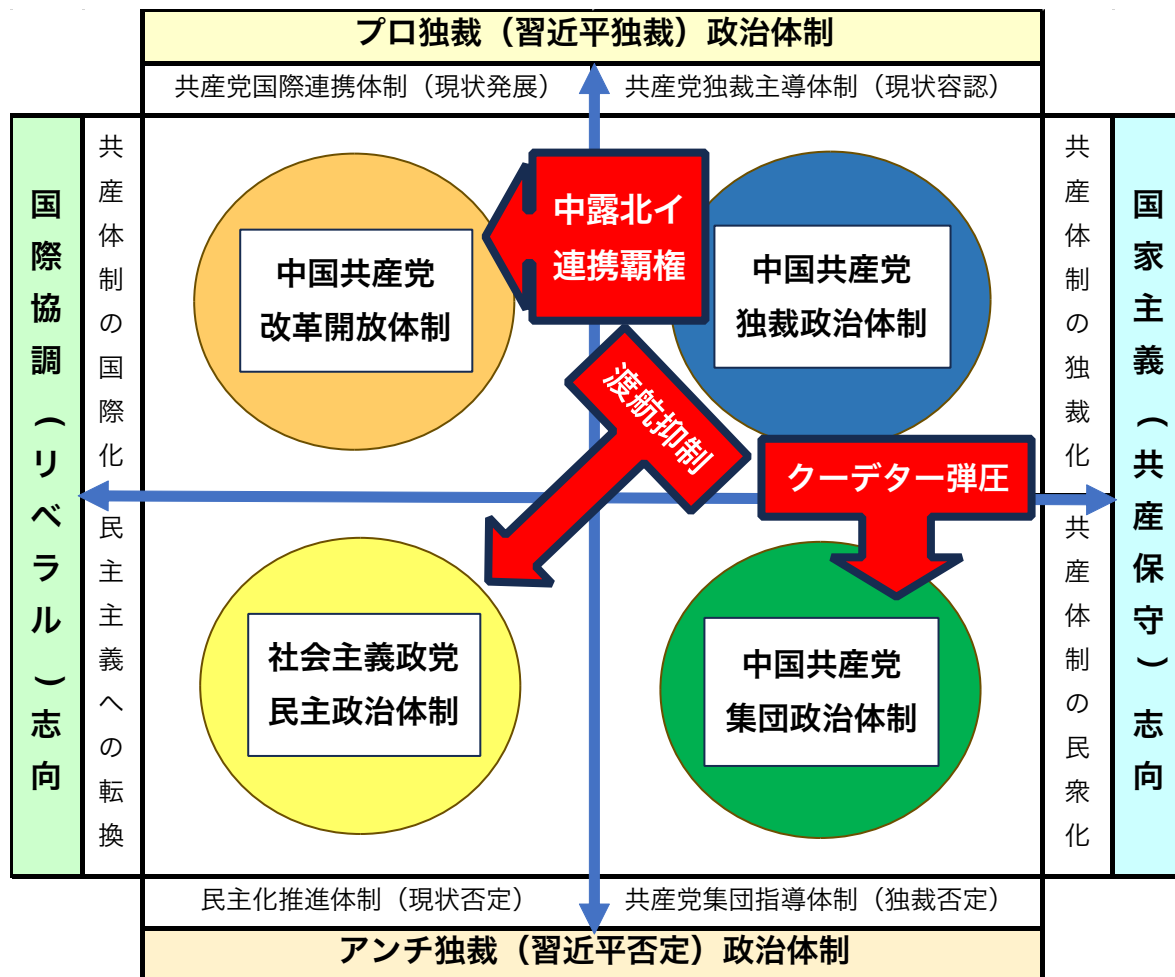 プロ独裁（習近平独裁）政治体制
共産党国際連携体制（現状発展）
共産党独裁主導体制（現状容認）
国際協調（リベラル）志向
共産体制の国際化
民主主義への転換
中国共産党
改革開放体制
中露北イ
連携覇権
中国共産党
独裁政治体制
渡航抑制
クーデター弾圧
社会主義政党
民主政治体制
中国共産党
集団政治体制
共産体制の独裁化
共産体制の民衆化
国家主義（共産保守）志向
民主化推進体制（現状否定）
共産党集団指導体制（独裁否定）
アンチ独裁（習近平否定）政治体制